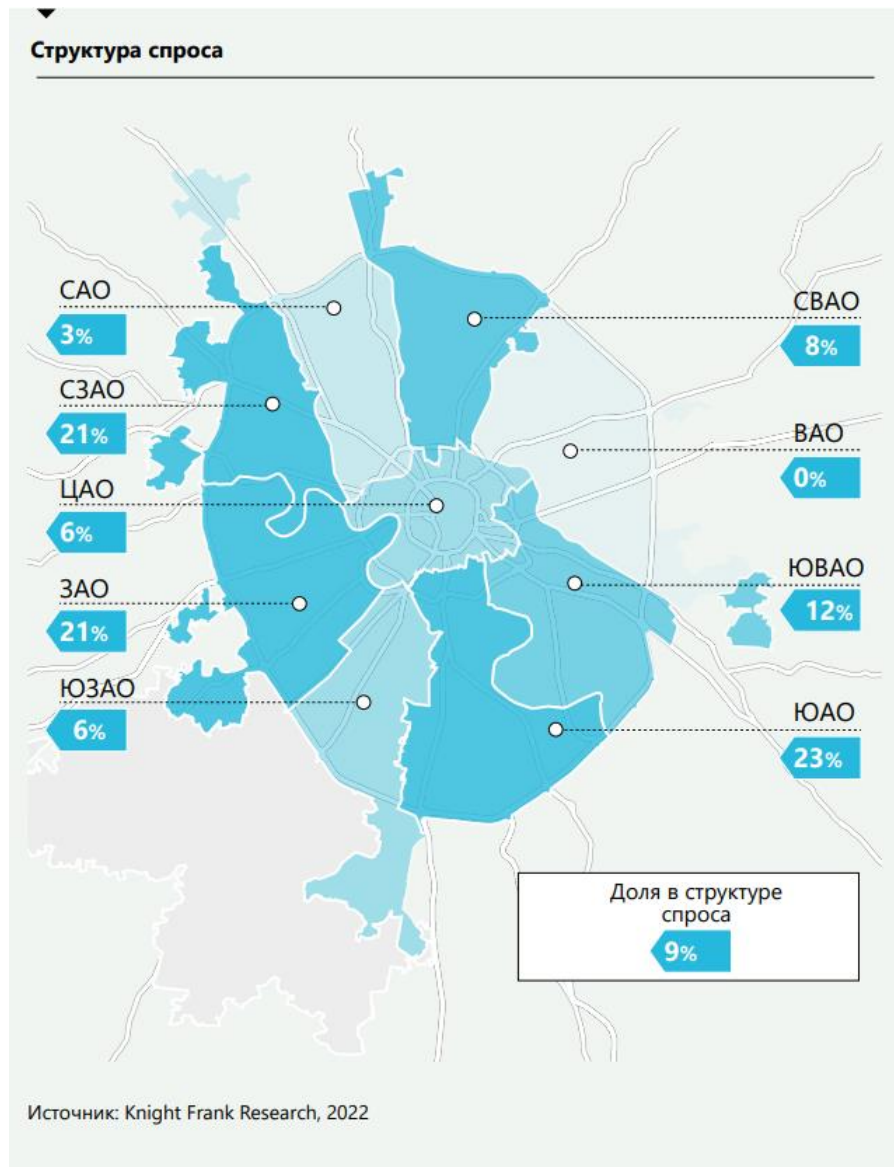 Структура спроса
САО
3%
СЗАО
21%
ЦАО
6%
ЗАО
21%
ЮЗАО
6%
СВАО
8%
ВАО
0%
ЮВАО
12%
ЮАО
23%
Доля в структуре
спроса
9%
Источник: Knight Frank Research, 2022